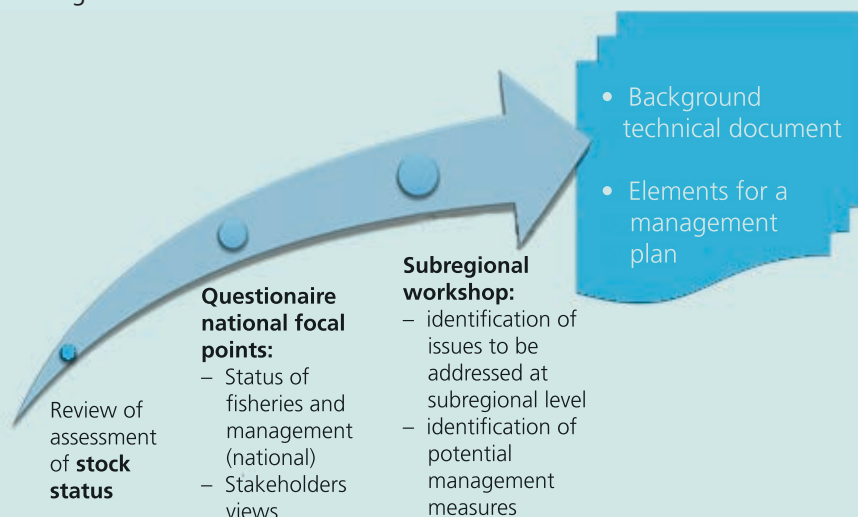 Review of
assessment
of stock
status
Questionaire
national focal
points:
– Status of
fisheries and
management
(national)
– Stakeholders
views
Subregional
workshop:
– identification of
issues to be
addressed at
subregional level
– identification of
potential
management
measures
• Background
technical document
• Elements for a
management
plan